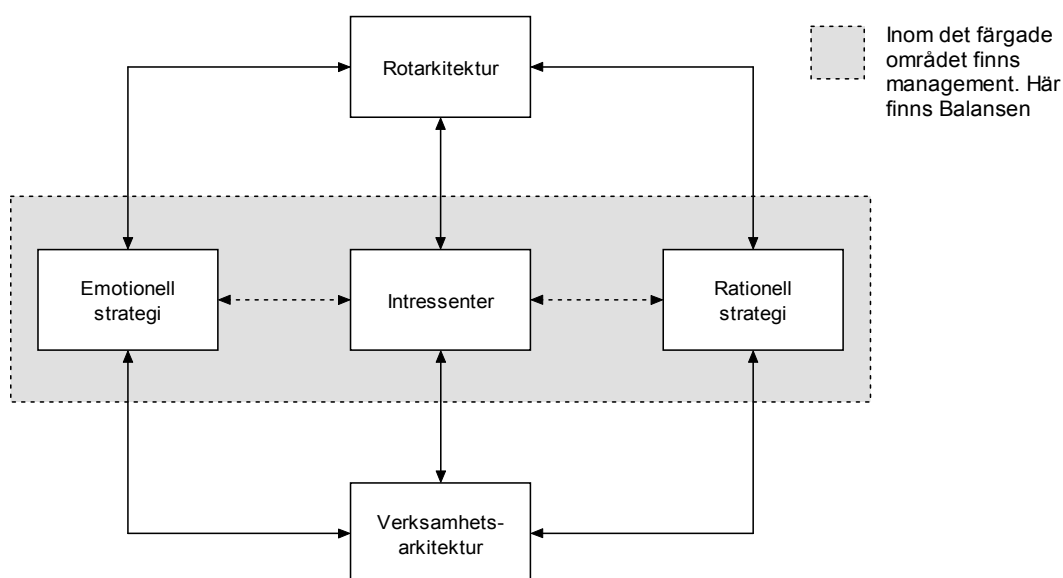 Rotarkitektur
Inom det färgade
området finns
management. Här
finns Balansen
Emotionell
strategi
Intressenter
Rationell
strategi
Verksamhets-
arkitektur